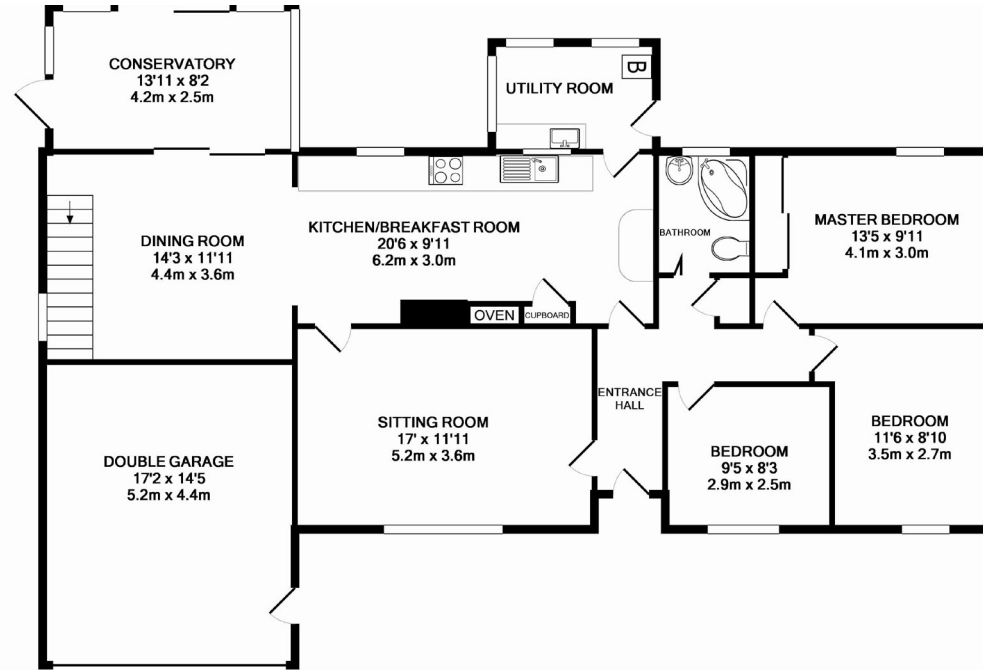 CONSERVATORY
13'11 x 8'2
4.2m x 2.5m
UTILITY ROOM
B
DINING ROOM
14'3 x 11'11
4.4m x 3.6m
KITCHEN/BREAKFAST ROOM
20'6 x 9'11
6.2m x 3.0m
BATHROOM
MASTER BEDROOM
13'5 x 9'11
4.1m x 3.0m
OVEN
CUPBOARD
ENTRANCE
HALL
SITTING ROOM
17' x 11'11
5.2m x 3.6m
BEDROOM
9'5 x 8'3
2.9m x 2.5m
BEDROOM
11'6 x 8'10
3.5m x 2.7m
DOUBLE GARAGE
17'2 x 14'5
5.2m x 4.4m